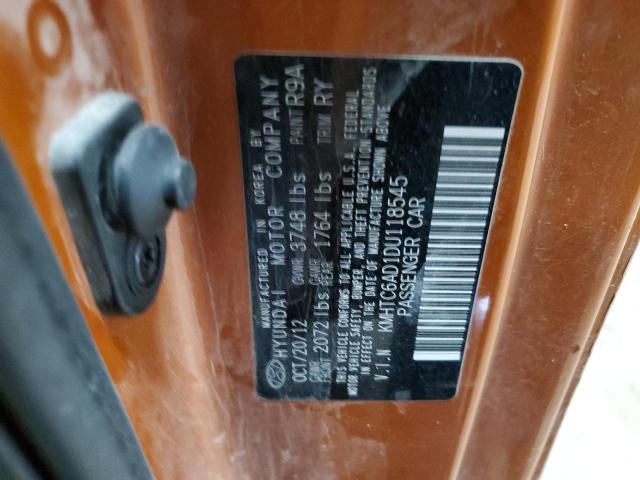 MANUFACTURED IN KOREA BY
HYUNDAI MOTOR COMPANY
OCT/20/12 GVWR 3748 lbs PAINT R9A
GAWR FRONT 2072 lbs GAWR REAR 1764 lbs TRIM RY
THIS VEHICLE CONFORMS TO ALL APPLICABLE U.S.A. FEDERAL
MOTOR VEHICLE SAFETY, BUMPER, AND THEFT PREVENTION STANDARDS
IN EFFECT ON THE DATE OF MANUFACTURE SHOWN ABOVE
V.I.N KMHTC6AD1DU118545
PASSENGER CAR